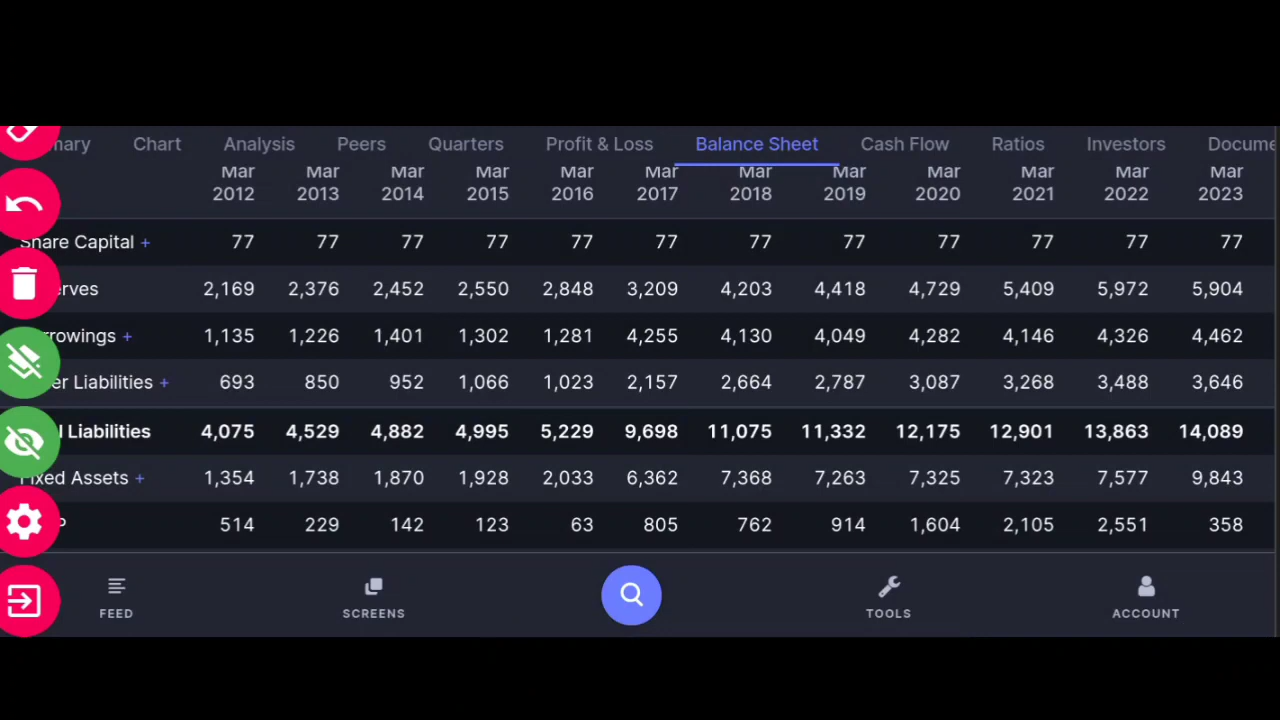 mary Chart Analysis Peers Quarters Profit & Loss Balance Sheet Cash Flow Ratios Investors Docume
Mar Mar Mar Mar Mar Mar Mar Mar Mar Mar Mar Mar
2012 2013 2014 2015 2016 2017 2018 2019 2020 2021 2022 2023
Share Capital + 77 77 77 77 77 77 77 77 77 77 77 77
erves 2,169 2,376 2,452 2,550 2,848 3,209 4,203 4,418 4,729 5,409 5,972 5,904
rrowings + 1,135 1,226 1,401 1,302 1,281 4,255 4,130 4,049 4,282 4,146 4,326 4,462
er Liabilities + 693 850 952 1,066 1,023 2,157 2,664 2,787 3,087 3,268 3,488 3,646
l Liabilities 4,075 4,529 4,882 4,995 5,229 9,698 11,075 11,332 12,175 12,901 13,863 14,089
Fixed Assets + 1,354 1,738 1,870 1,928 2,033 6,362 7,368 7,263 7,325 7,323 7,577 9,843
P 514 229 142 123 63 805 762 914 1,604 2,105 2,551 358
FEED SCREENS TOOLS ACCOUNT